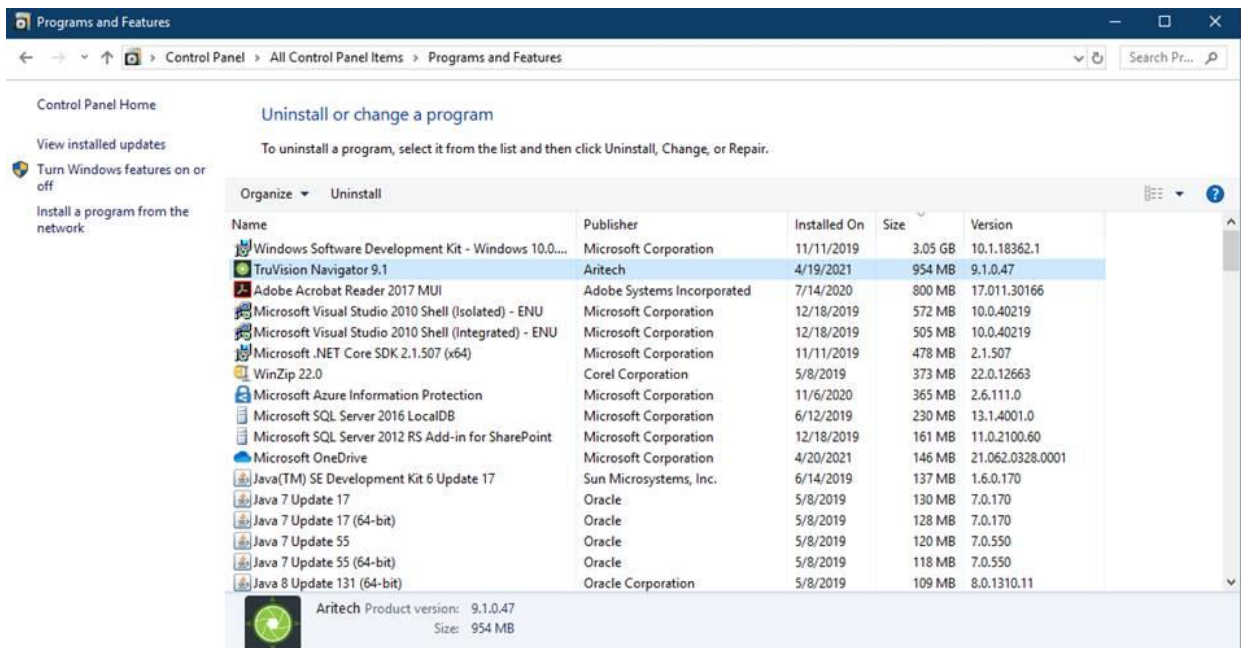 Programs and Features
Control Panel > All Control Panel Items > Programs and Features
Search Pr...
Control Panel Home
View installed updates
Turn Windows features on or
off
Install a program from the
network
Uninstall or change a program
To uninstall a program, select it from the list and then click Uninstall, Change, or Repair.
Organize Uninstall
Name Publisher Installed On Size Version
Windows Software Development Kit - Windows 10.0.... Microsoft Corporation 11/11/2019 3.05 GB 10.1.18362.1
TruVision Navigator 9.1 Aritech 4/19/2021 954 MB 9.1.0.47
Adobe Acrobat Reader 2017 MUI Adobe Systems Incorporated 7/14/2020 800 MB 17.011.30166
Microsoft Visual Studio 2010 Shell (Isolated) - ENU Microsoft Corporation 12/18/2019 572 MB 10.0.40219
Microsoft Visual Studio 2010 Shell (Integrated) - ENU Microsoft Corporation 12/18/2019 505 MB 10.0.40219
Microsoft .NET Core SDK 2.1.507 (x64) Microsoft Corporation 11/11/2019 478 MB 2.1.507
WinZip 22.0 Corel Corporation 5/8/2019 373 MB 22.0.12663
Microsoft Azure Information Protection Microsoft Corporation 11/6/2020 365 MB 2.6.111.0
Microsoft SQL Server 2016 LocalDB Microsoft Corporation 6/12/2019 230 MB 13.1.4001.0
Microsoft SQL Server 2012 RS Add-in for SharePoint Microsoft Corporation 12/18/2019 161 MB 11.0.2100.60
Microsoft OneDrive Microsoft Corporation 4/20/2021 146 MB 21.062.0328.0001
Java(TM) SE Development Kit 6 Update 17 Sun Microsystems, Inc. 6/14/2019 137 MB 1.6.0.170
Java 7 Update 17 Oracle 5/8/2019 130 MB 7.0.170
Java 7 Update 17 (64-bit) Oracle 5/8/2019 128 MB 7.0.170
Java 7 Update 55 Oracle 5/8/2019 120 MB 7.0.550
Java 7 Update 55 (64-bit) Oracle 5/8/2019 118 MB 7.0.550
Java 8 Update 131 (64-bit) Oracle Corporation 5/8/2019 109 MB 8.0.1310.11
Aritech Product version: 9.1.0.47
Size: 954 MB